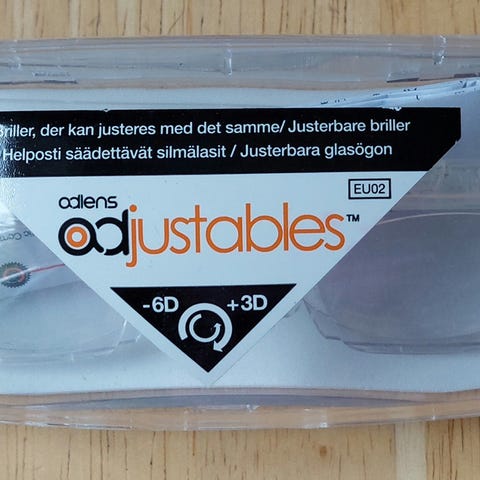 Briller, der kan justeres med det samme/ Justerbare briller
Helposti säädettävät silmälasit / Justerbara glasögon
EU02
adlens
adjustables™
-6D +3D